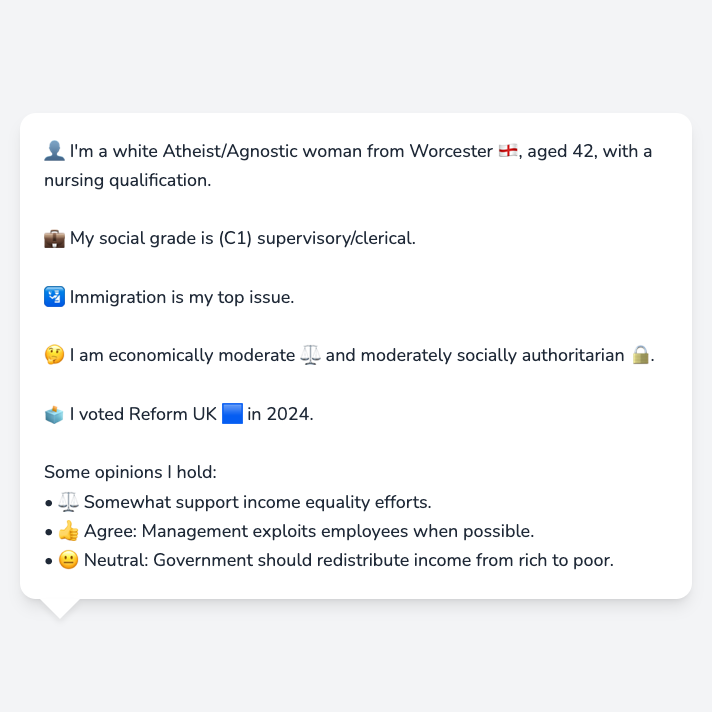 👤 I'm a white Atheist/Agnostic woman from Worcester 🏴󠁧󠁢󠁥󠁮󠁧󠁿, aged 42, with a
nursing qualification.
💼 My social grade is (C1) supervisory/clerical.
🛂 Immigration is my top issue.
🤔 I am economically moderate ⚖️ and moderately socially authoritarian 🔒.
🗳️ I voted Reform UK 🟦 in 2024.
Some opinions I hold:
• ⚖️ Somewhat support income equality efforts.
• 👍 Agree: Management exploits employees when possible.
• 😐 Neutral: Government should redistribute income from rich to poor.